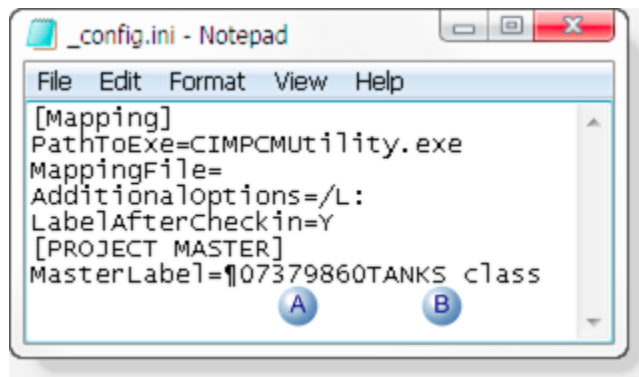 _config.ini - Notepad
File Edit Format View Help
[Mapping]
PathToExe=CIMPCMUtility.exe
MappingFile=
AdditionalOptions=/L:
LabelAfterCheckin=Y
[PROJECT MASTER]
MasterLabel=¶07379860TANKS class
A B